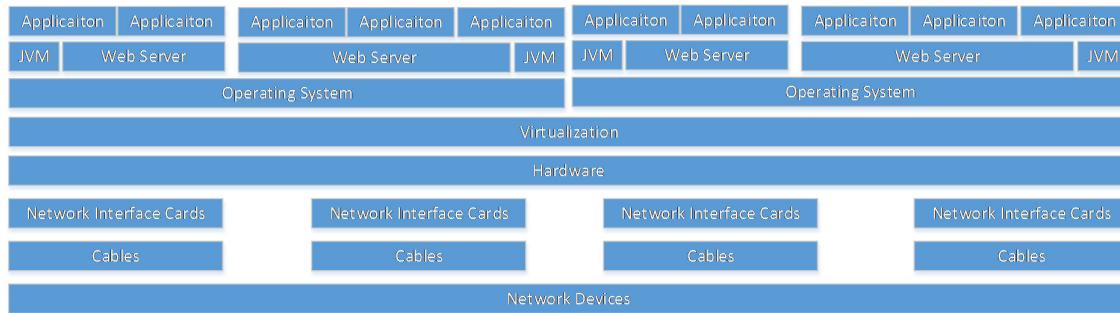 Applicaiton Applicaiton Applicaiton Applicaiton Applicaiton Applicaiton Applicaiton Applicaiton Applicaiton Applicaiton
JVM Web Server Web Server JVM JVM Web Server Web Server JVM
Operating System Operating System
Virtualization
Hardware
Network Interface Cards Network Interface Cards Network Interface Cards Network Interface Cards
Cables Cables Cables Cables
Network Devices